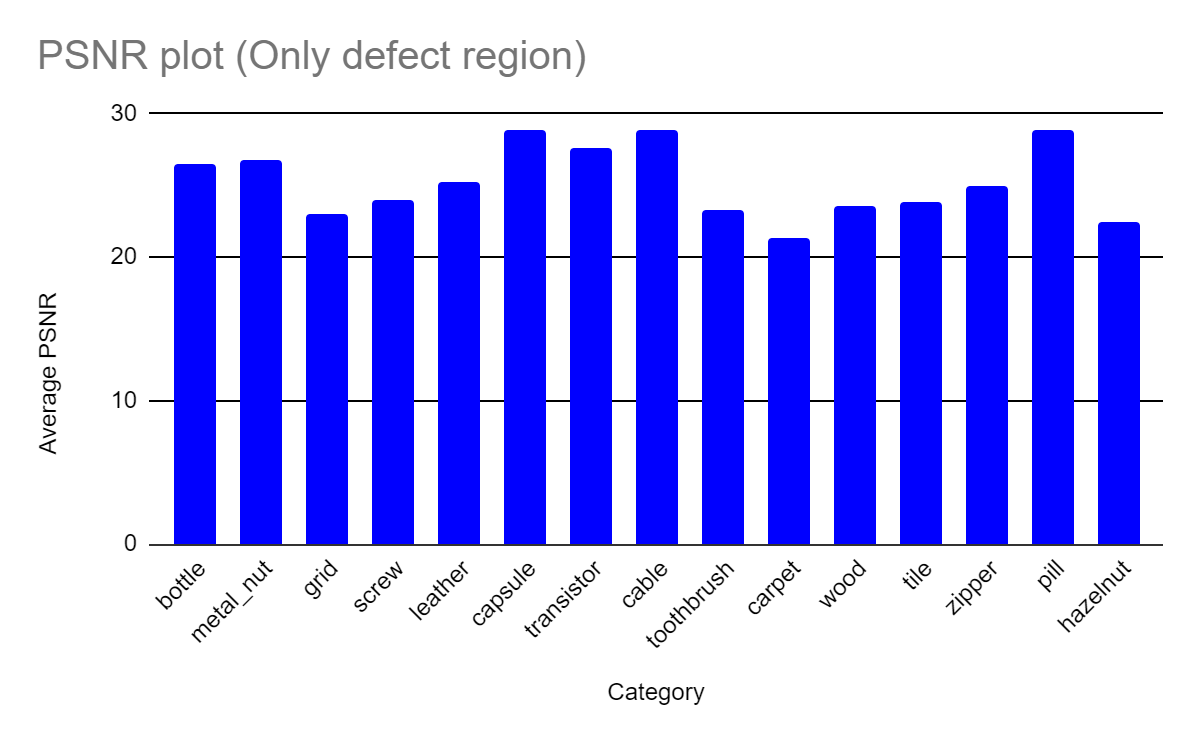 PSNR plot (Only defect region)
30
20
10
0
Average PSNR
bottle
metal_nut
grid
screw
leather
capsule
transistor
cable
toothbrush
carpet
wood
tile
zipper
pill
hazelnut
Category